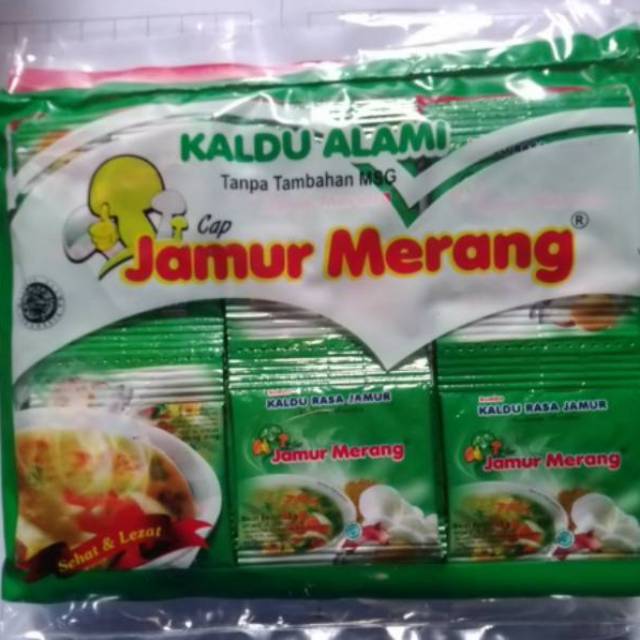 KALDU ALAMI
Tanpa Tambahan MSG
Cap
Jamur Merang®
Sehat & Lezat
KALDU RASA JAMUR
Jamur Merang
KALDU RASA JAMUR
Jamur Merang